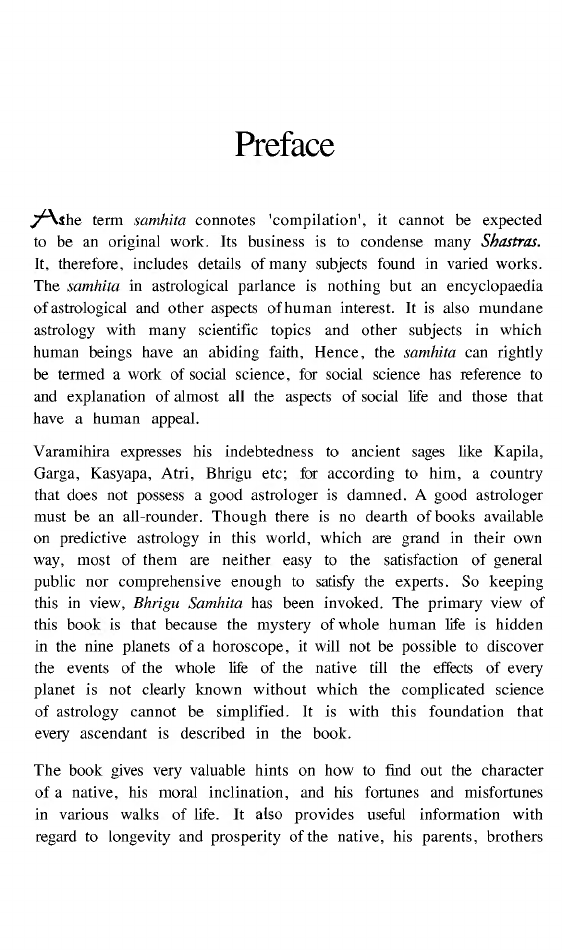 Preface
As the term samhita connotes 'compilation', it cannot be expected
to be an original work. Its business is to condense many Shastras.
It, therefore, includes details of many subjects found in varied works.
The samhita in astrological parlance is nothing but an encyclopaedia
of astrological and other aspects of human interest. It is also mundane
astrology with many scientific topics and other subjects in which
human beings have an abiding faith, Hence, the samhita can rightly
be termed a work of social science, for social science has reference to
and explanation of almost all the aspects of social life and those that
have a human appeal.
Varamihira expresses his indebtedness to ancient sages like Kapila,
Garga, Kasyapa, Atri, Bhrigu etc; for according to him, a country
that does not possess a good astrologer is damned. A good astrologer
must be an all-rounder. Though there is no dearth of books available
on predictive astrology in this world, which are grand in their own
way, most of them are neither easy to the satisfaction of general
public nor comprehensive enough to satisfy the experts. So keeping
this in view, Bhrigu Samhita has been invoked. The primary view of
this book is that because the mystery of whole human life is hidden
in the nine planets of a horoscope, it will not be possible to discover
the events of the whole life of the native till the effects of every
planet is not clearly known without which the complicated science
of astrology cannot be simplified. It is with this foundation that
every ascendant is described in the book.
The book gives very valuable hints on how to find out the character
of a native, his moral inclination, and his fortunes and misfortunes
in various walks of life. It also provides useful information with
regard to longevity and prosperity of the native, his parents, brothers